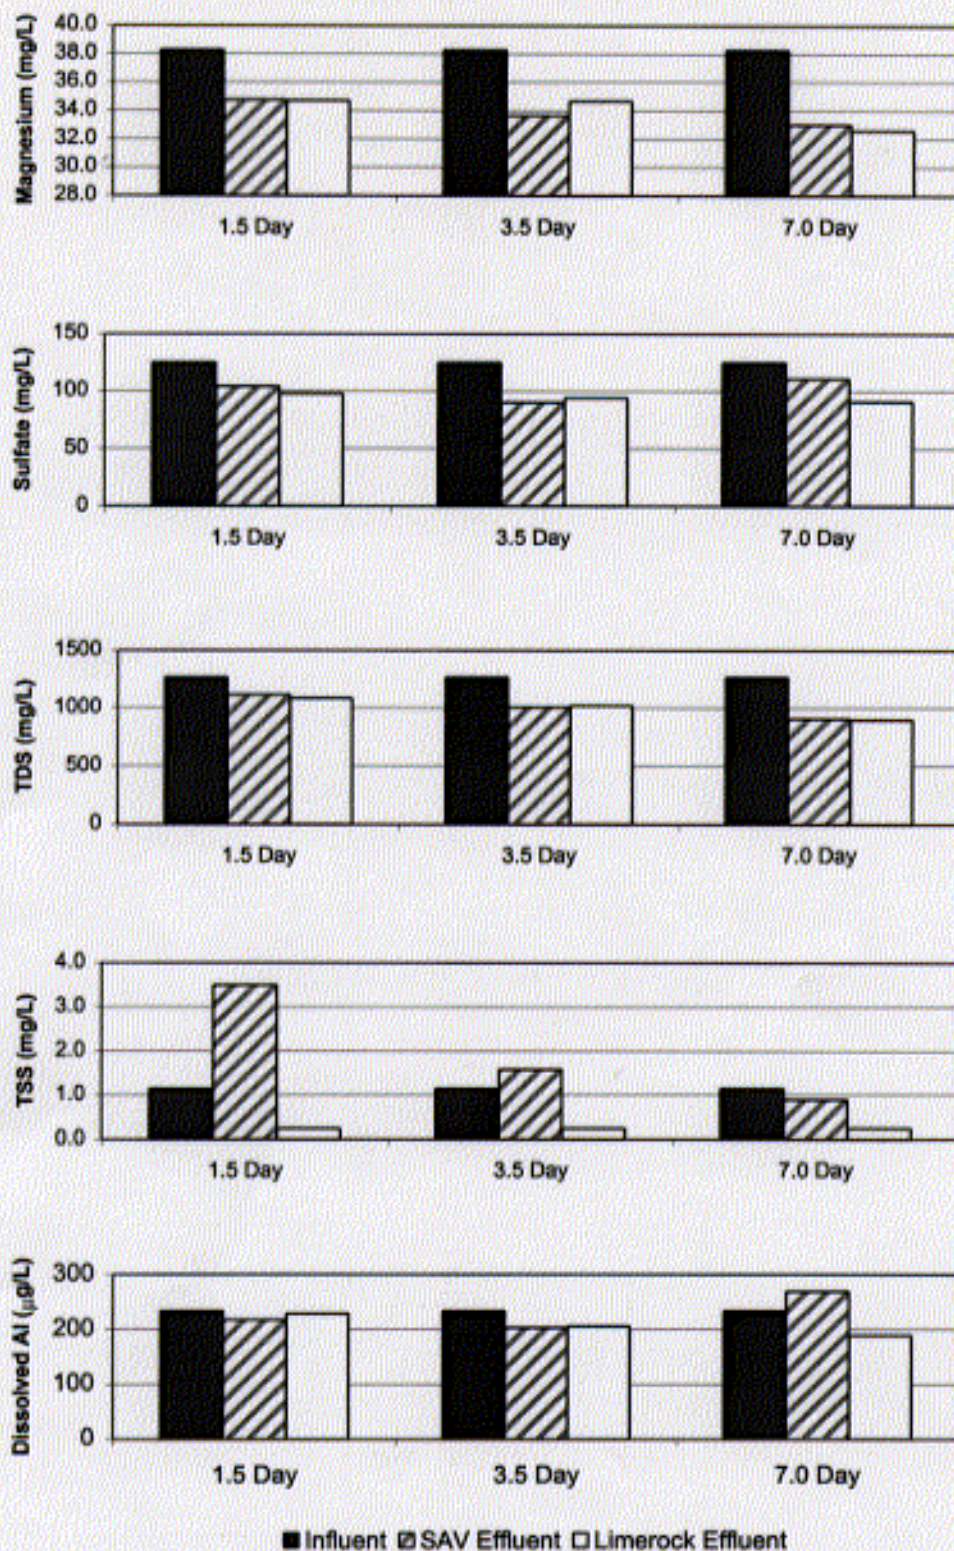 Magnesium (mg/L)
40.0
38.0
36.0
34.0
32.0
30.0
28.0
1.5 Day 3.5 Day 7.0 Day
Sulfate (mg/L)
150
100
50
0
1.5 Day 3.5 Day 7.0 Day
TDS (mg/L)
1500
1000
500
0
1.5 Day 3.5 Day 7.0 Day
TSS (mg/L)
4.0
3.0
2.0
1.0
0.0
1.5 Day 3.5 Day 7.0 Day
Dissolved Al (µg/L)
300
200
100
0
1.5 Day 3.5 Day 7.0 Day
Influent SAV Effluent Limerock Effluent